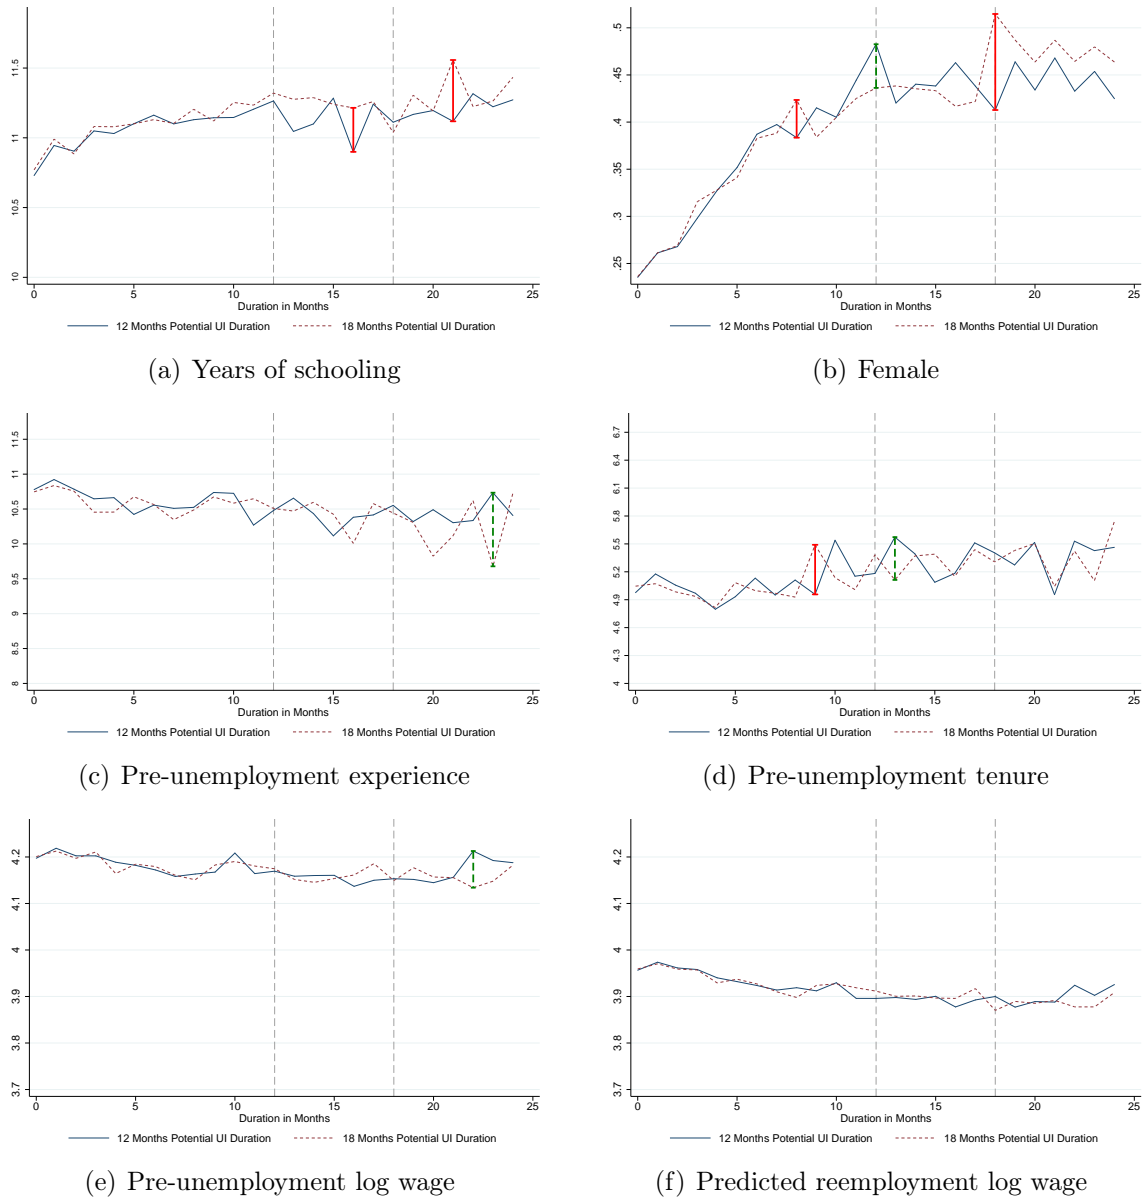 11.5 .5
11 .45
10.5 .4
10 .35
.3
.25
0 5 10 15 20 25 0 5 10 15 20 25
Duration in Months Duration in Months
12 Months Potential UI Duration 18 Months Potential UI Duration 12 Months Potential UI Duration 18 Months Potential UI Duration
(a) Years of schooling (b) Female
11.5 6.7
11 6.4
10.5 6.1
10 5.8
9.5 5.5
9 5.2
8.5 4.9
8 4.6
4.3
4
0 5 10 15 20 25 0 5 10 15 20 25
Duration in Months Duration in Months
12 Months Potential UI Duration 18 Months Potential UI Duration 12 Months Potential UI Duration 18 Months Potential UI Duration
(c) Pre-unemployment experience (d) Pre-unemployment tenure
4.2 4.2
4.1 4.1
4 4
3.9 3.9
3.8 3.8
3.7 3.7
0 5 10 15 20 25 0 5 10 15 20 25
Duration in Months Duration in Months
12 Months Potential UI Duration 18 Months Potential UI Duration 12 Months Potential UI Duration 18 Months Potential UI Duration
(e) Pre-unemployment log wage (f) Predicted reemployment log wage